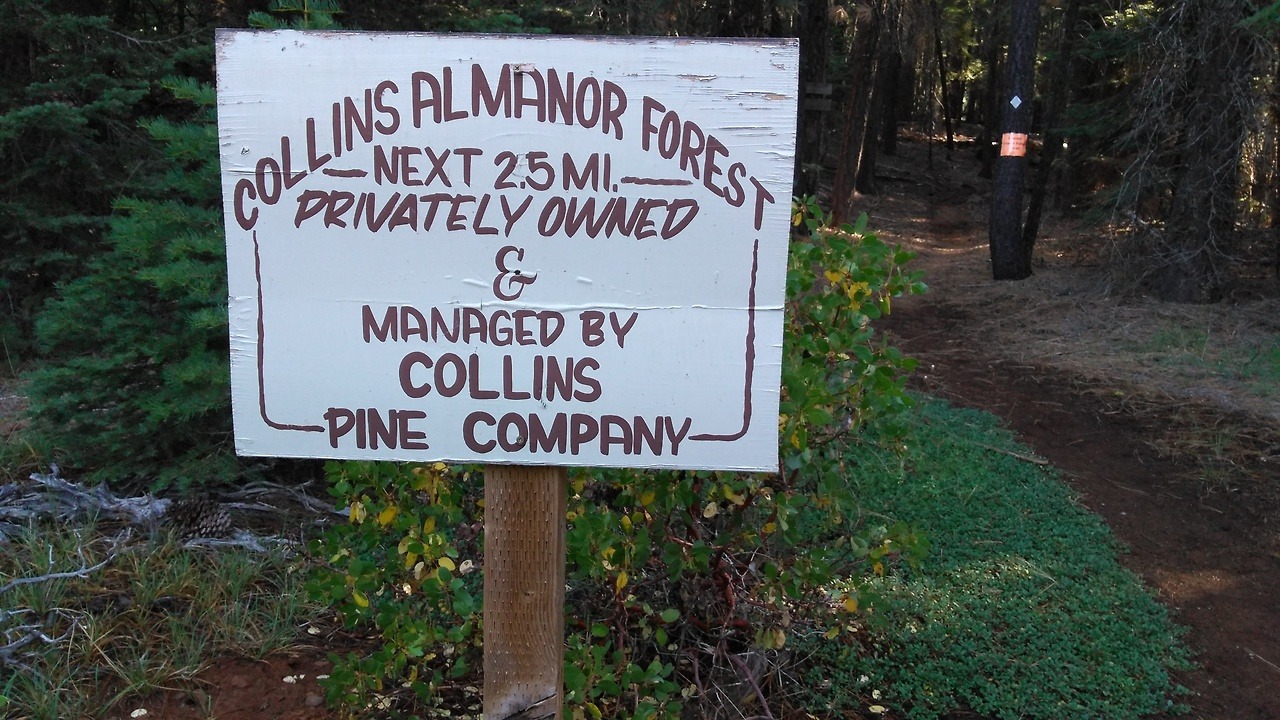 COLLINS ALMANOR FOREST
NEXT 2.5 MI.
PRIVATELY OWNED
&
MANAGED BY
COLLINS
PINE COMPANY